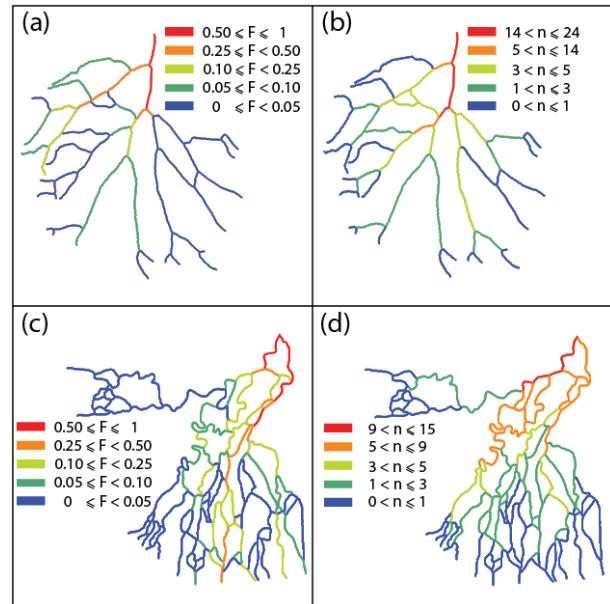 (a)
0.50 ⩽ F ⩽ 1
0.25 ⩽ F < 0.50
0.10 ⩽ F < 0.25
0.05 ⩽ F < 0.10
0 ⩽ F < 0.05
(b)
14 < n ⩽ 24
5 < n ⩽ 14
3 < n ⩽ 5
1 < n ⩽ 3
0 < n ⩽ 1
(c)
0.50 ⩽ F ⩽ 1
0.25 ⩽ F < 0.50
0.10 ⩽ F < 0.25
0.05 ⩽ F < 0.10
0 ⩽ F < 0.05
(d)
9 < n ⩽ 15
5 < n ⩽ 9
3 < n ⩽ 5
1 < n ⩽ 3
0 < n ⩽ 1